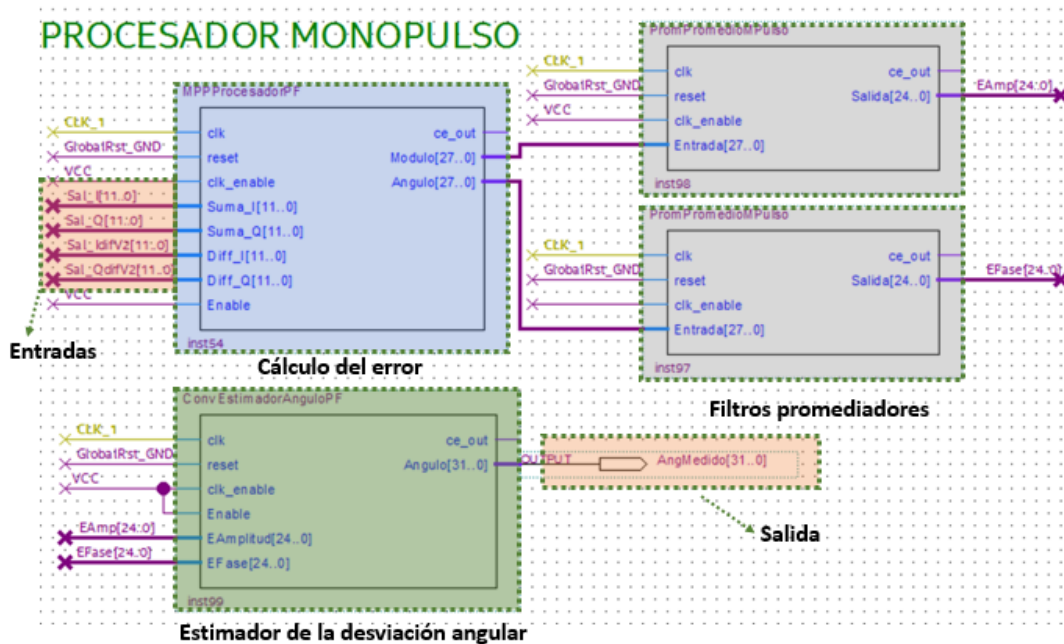 PROCESADOR MONOPULSO
MPPProcesadorPF
CLK_1
GlobalRst_GND
VCC
Sal_I[11..0]
Sal_Q[11..0]
Sal_IdifV2[11..0]
Sal_QdifV2[11..0]
VCC
clk
reset
clk_enable
Suma_I[11..0]
Suma_Q[11..0]
Diff_I[11..0]
Diff_Q[11..0]
Enable
ce_out
Modulo[27..0]
Angulo[27..0]
inst54
Entradas
Cálculo del error
PromPromedioMPulso
CLK_1
GlobalRst_GND
VCC
clk
reset
clk_enable
Entrada[27..0]
ce_out
Salida[24..0]
EAmp[24..0]
inst98
PromPromedioMPulso
CLK_1
GlobalRst_GND
clk
reset
clk_enable
Entrada[27..0]
ce_out
Salida[24..0]
EFase[24..0]
inst97
Filtros promediadores
ConvEstimadorAnguloPF
CLK_1
GlobalRst_GND
VCC
EAmp[24..0]
EFase[24..0]
clk
reset
clk_enable
Enable
EAmplitud[24..0]
EFase[24..0]
ce_out
Angulo[31..0]
OUTPUT
AngMedido[31..0]
inst99
Salida
Estimador de la desviación angular